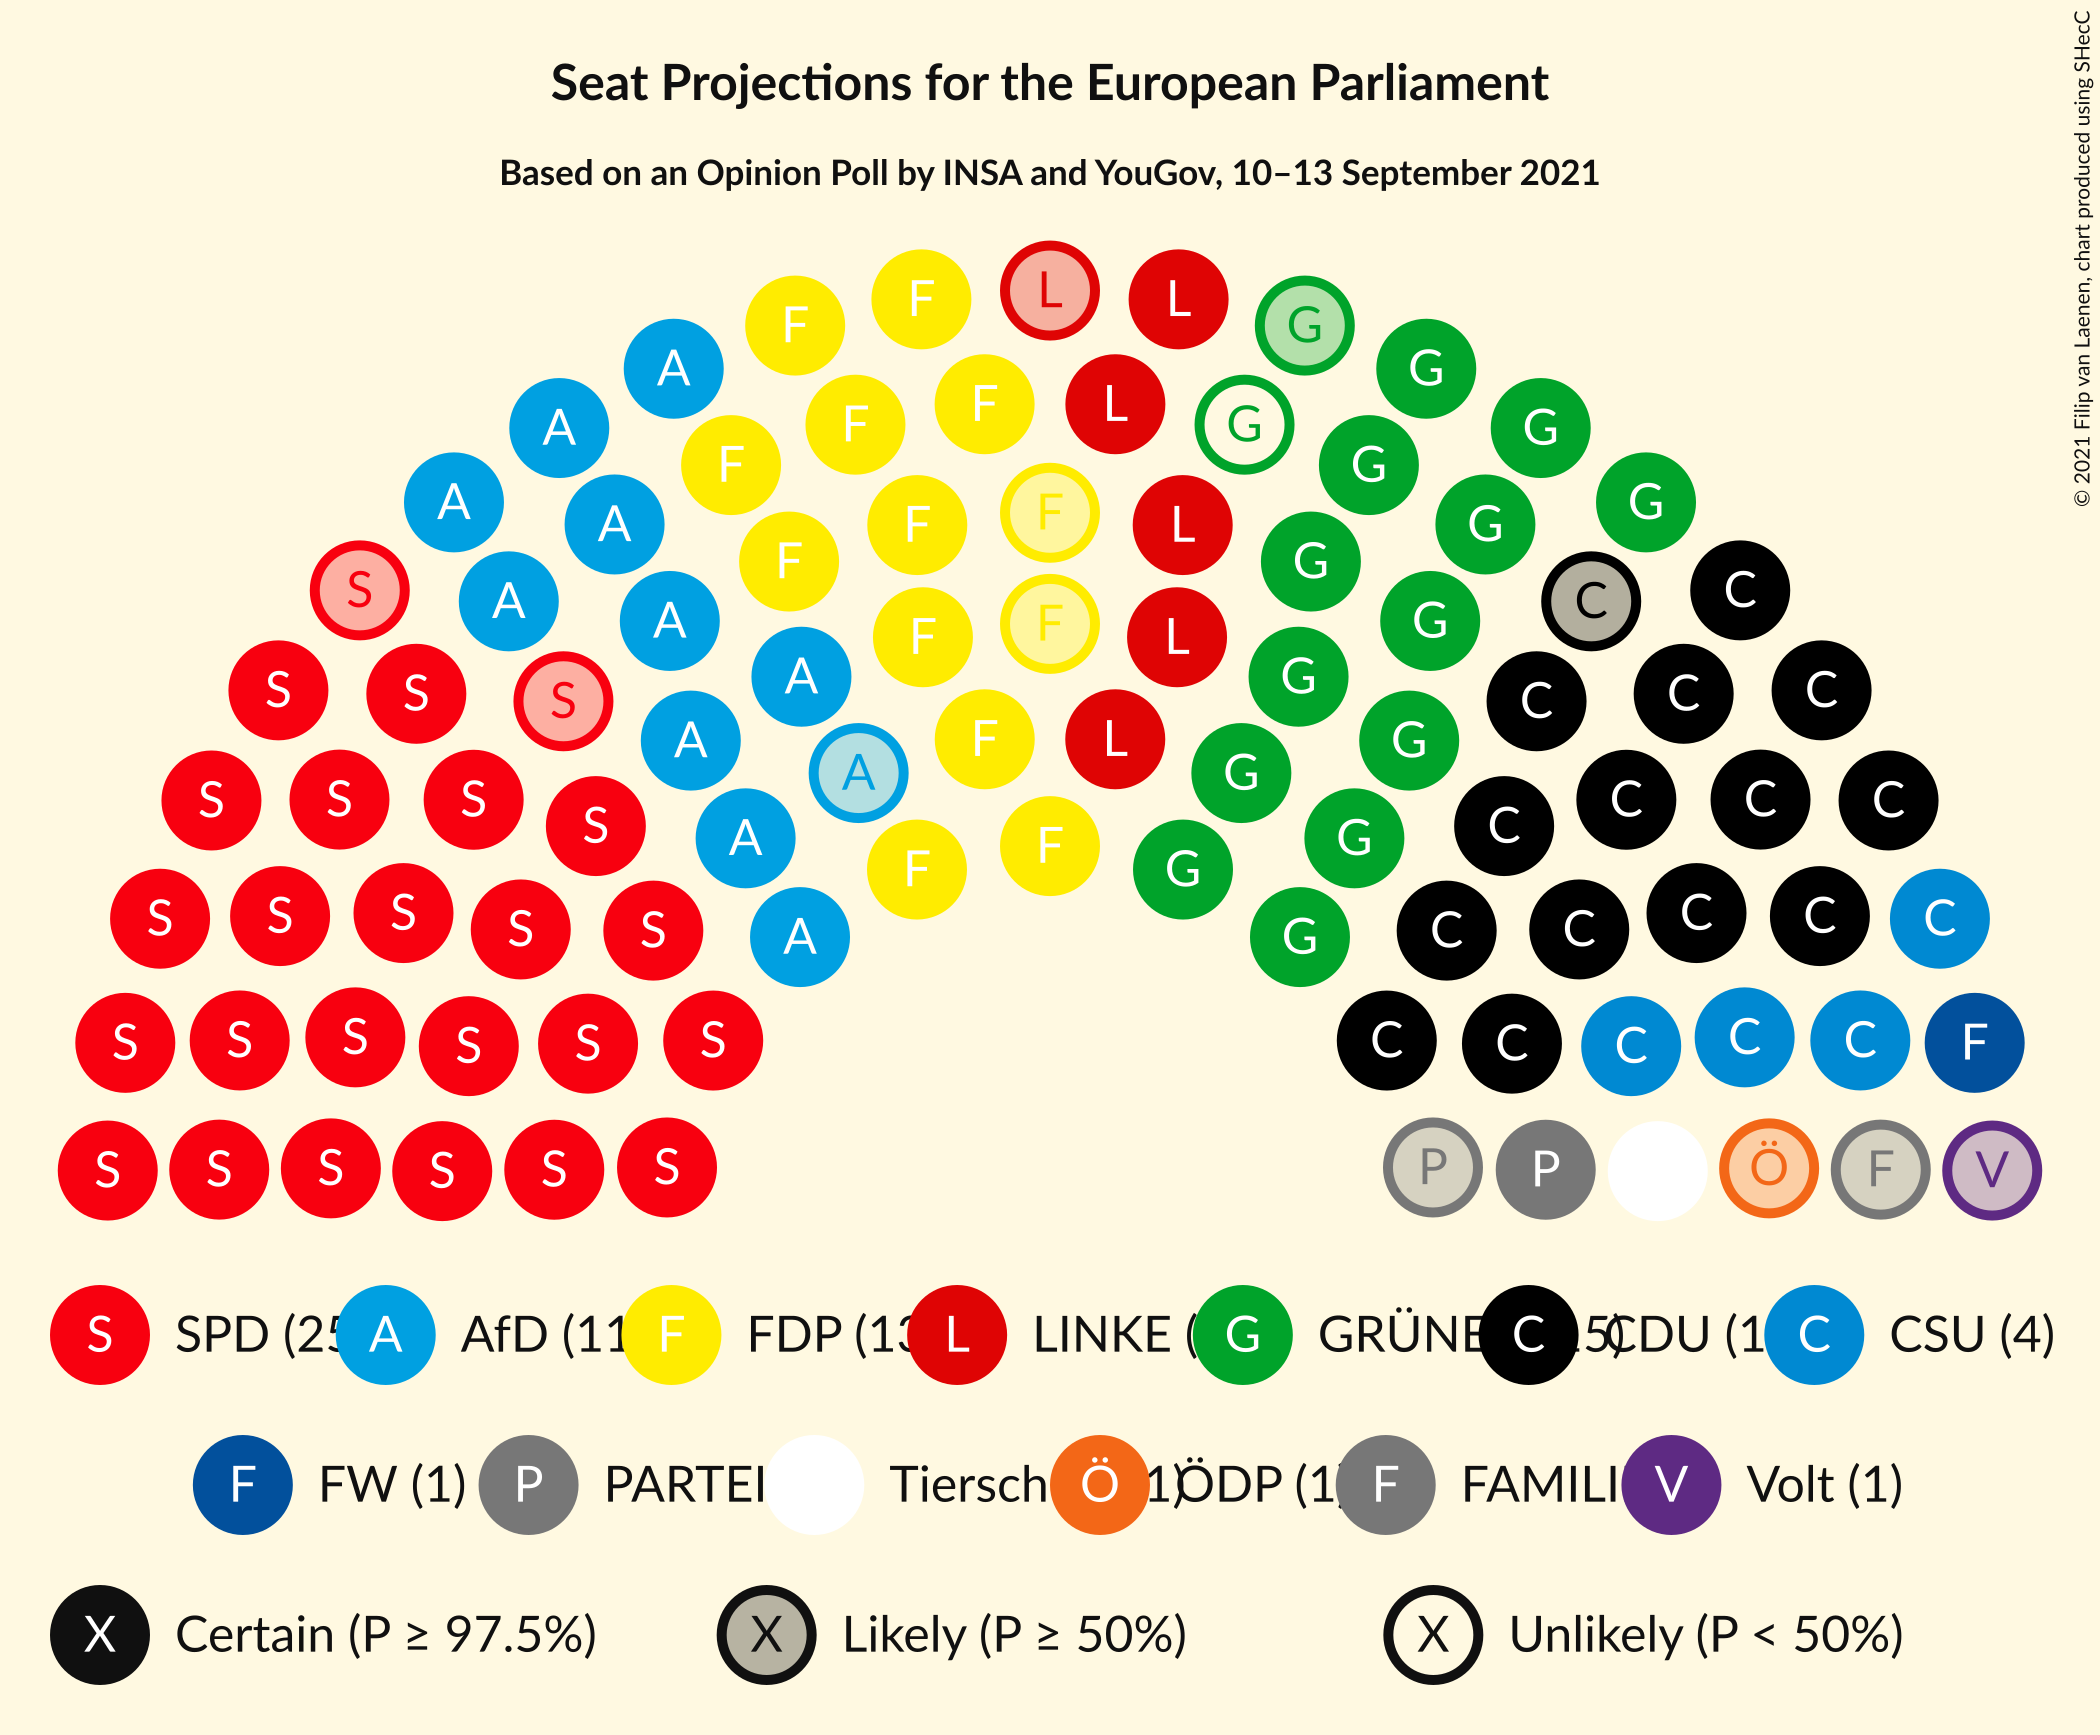 Seat Projections for the European Parliament
Based on an Opinion Poll by INSA and YouGov, 10–13 September 2021
© 2021 Filip van Laenen, chart produced using SHecC
L
F L
F G
A F F L G G
A F F G G
A F F L G G
A A F G G
S A A F F L G G C C
S S S A A G G C C C
A A F L G G
S S S S A F F G G C C C C
S S S S S A G C C C C C
S S S S S S C C C C C F
S S S S S S P P Ö F V
S SPD (25 A AfD (11 F FDP (13 L LINKE ( G GRÜNE C 5) CDU (1 C CSU (4)
F FW (1) P PARTEI Tiersch Ö 1) ÖDP (1 F FAMILI V Volt (1)
X Certain (P ≥ 97.5%) X Likely (P ≥ 50%) X Unlikely (P < 50%)